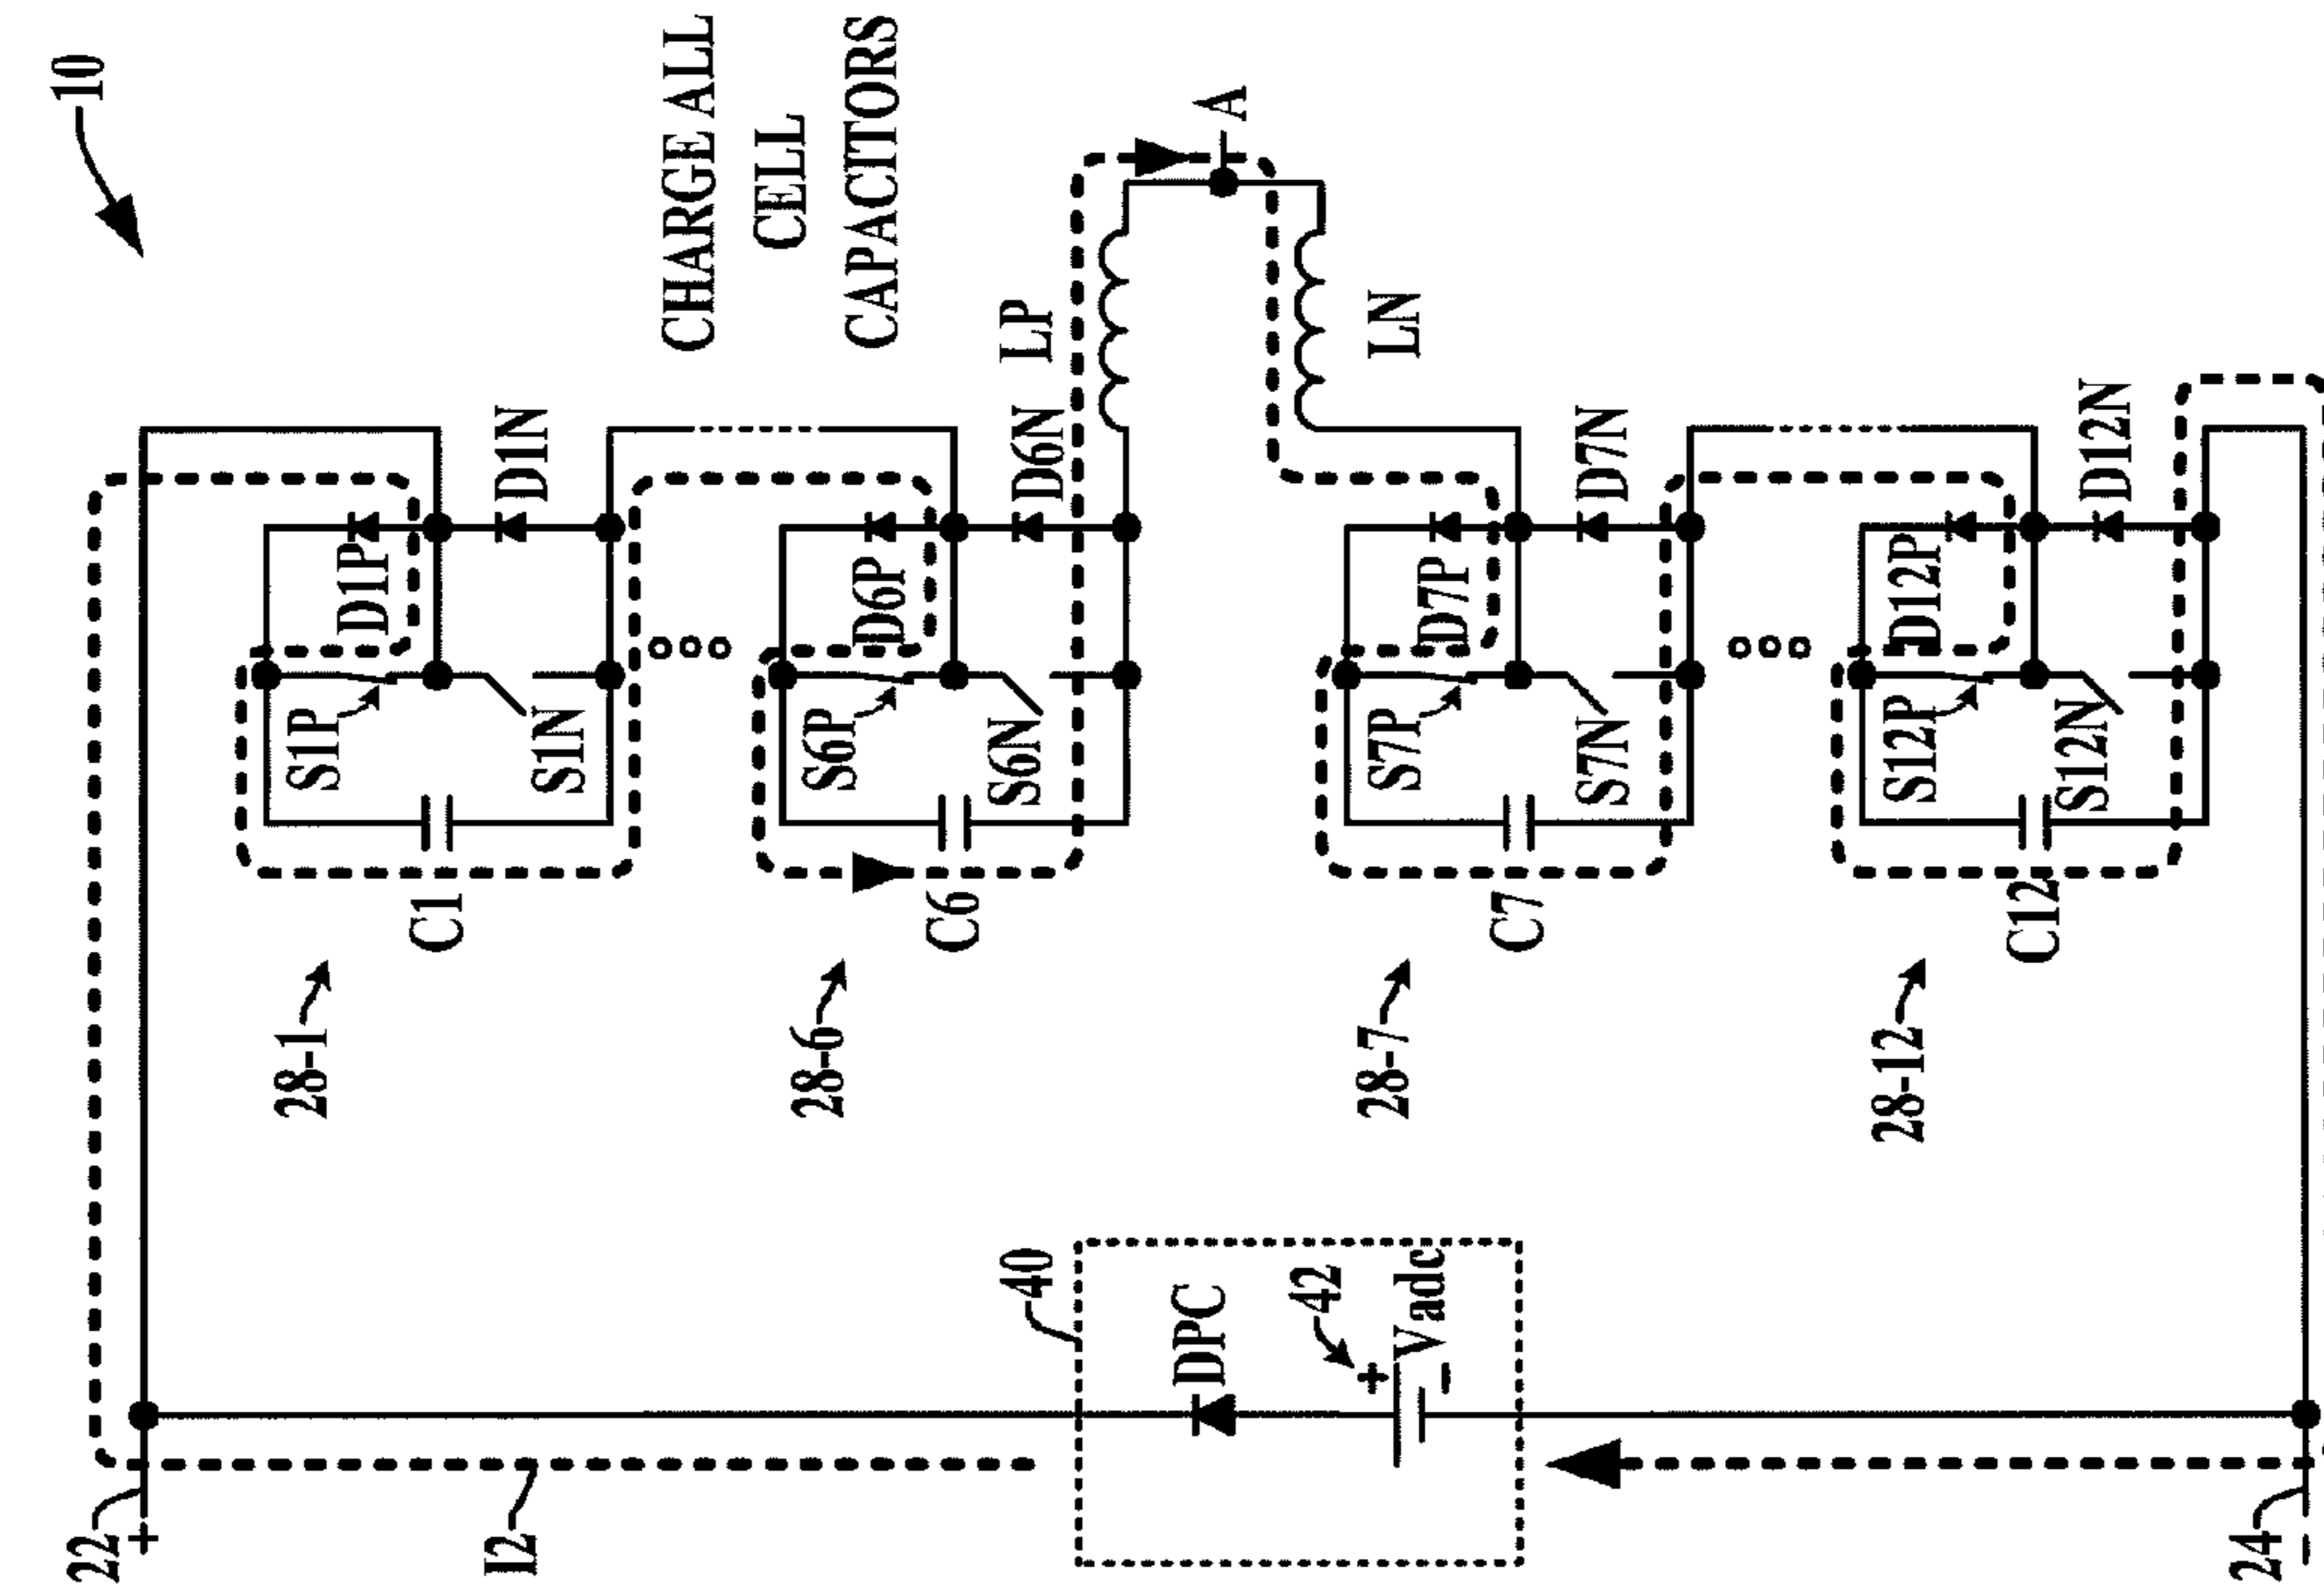 10
CHARGE ALL
CELL
CAPACITORS
22
+
I2
28-1
C1
S1P
D1P
S1N
D1N
28-6
C6
S6P
D6P
S6N
D6N
LP
A
LN
40
DPC
42
+
Vadc
-
28-7
C7
S7P
D7P
S7N
D7N
28-12
C12
S12P
D12P
S12N
D12N
24
-